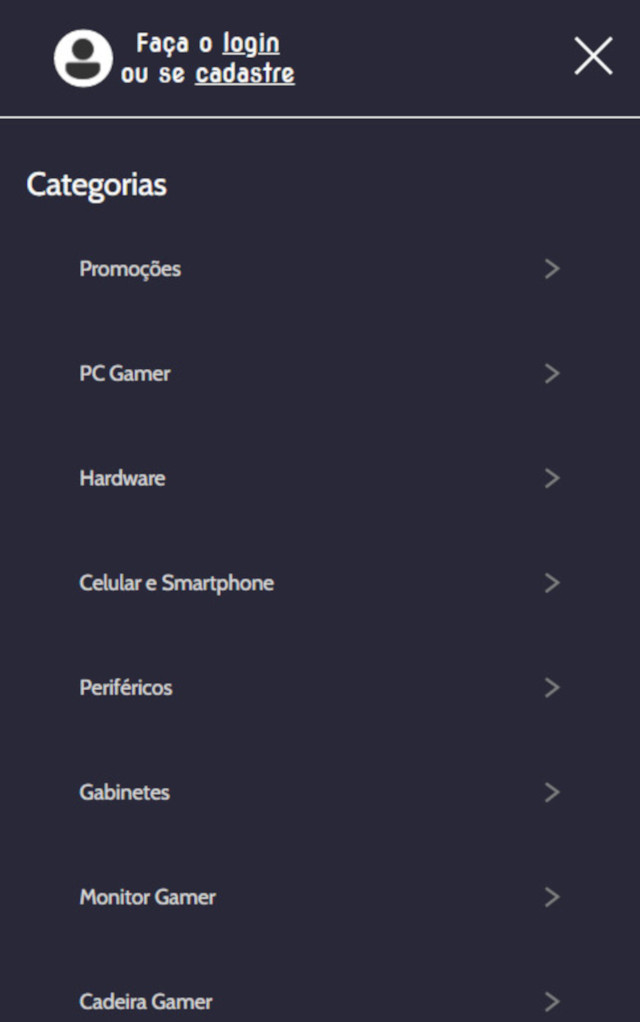 Faça o login
ou se cadastre
Categorias
Promoções
PC Gamer
Hardware
Celular e Smartphone
Periféricos
Gabinetes
Monitor Gamer
Cadeira Gamer